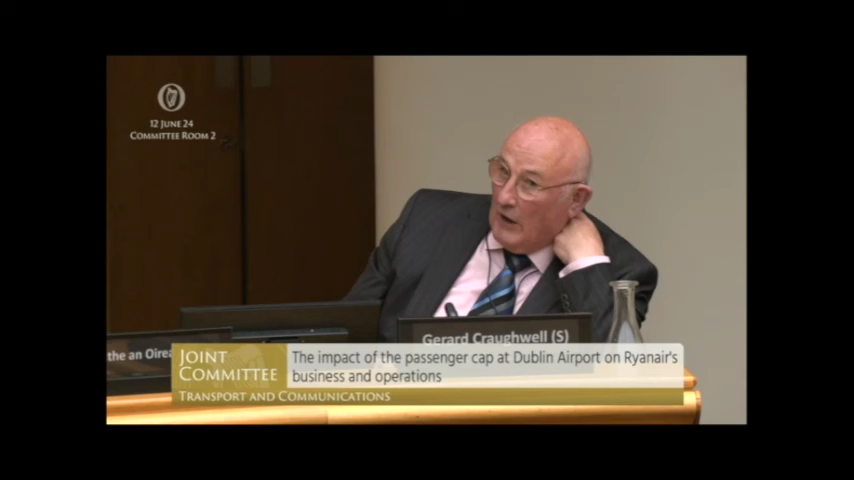 12 June 24
Committee Room 2
Gerard Craughwell (S)
the an Oirea
Joint
Committee
The impact of the passenger cap at Dublin Airport on Ryanair's
business and operations
Transport and Communications